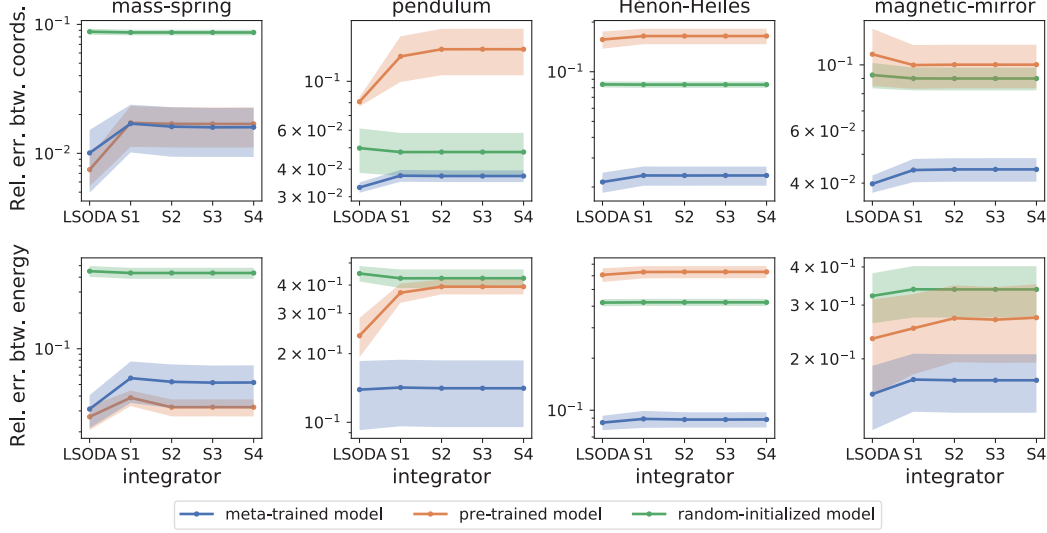 mass-spring
pendulum
Hénon-Heiles
magnetic-mirror
Rel. err. btw. coords.
10⁻¹
10⁻²
LSODA S1 S2 S3 S4
10⁻¹
6 × 10⁻²
4 × 10⁻²
3 × 10⁻²
LSODA S1 S2 S3 S4
10⁻¹
LSODA S1 S2 S3 S4
10⁻¹
4 × 10⁻²
LSODA S1 S2 S3 S4
Rel. err. btw. energy
10⁻¹
LSODA S1 S2 S3 S4
integrator
4 × 10⁻¹
3 × 10⁻¹
2 × 10⁻¹
10⁻¹
LSODA S1 S2 S3 S4
integrator
10⁻¹
LSODA S1 S2 S3 S4
integrator
4 × 10⁻¹
3 × 10⁻¹
2 × 10⁻¹
LSODA S1 S2 S3 S4
integrator
meta-trained model
pre-trained model
random-initialized model